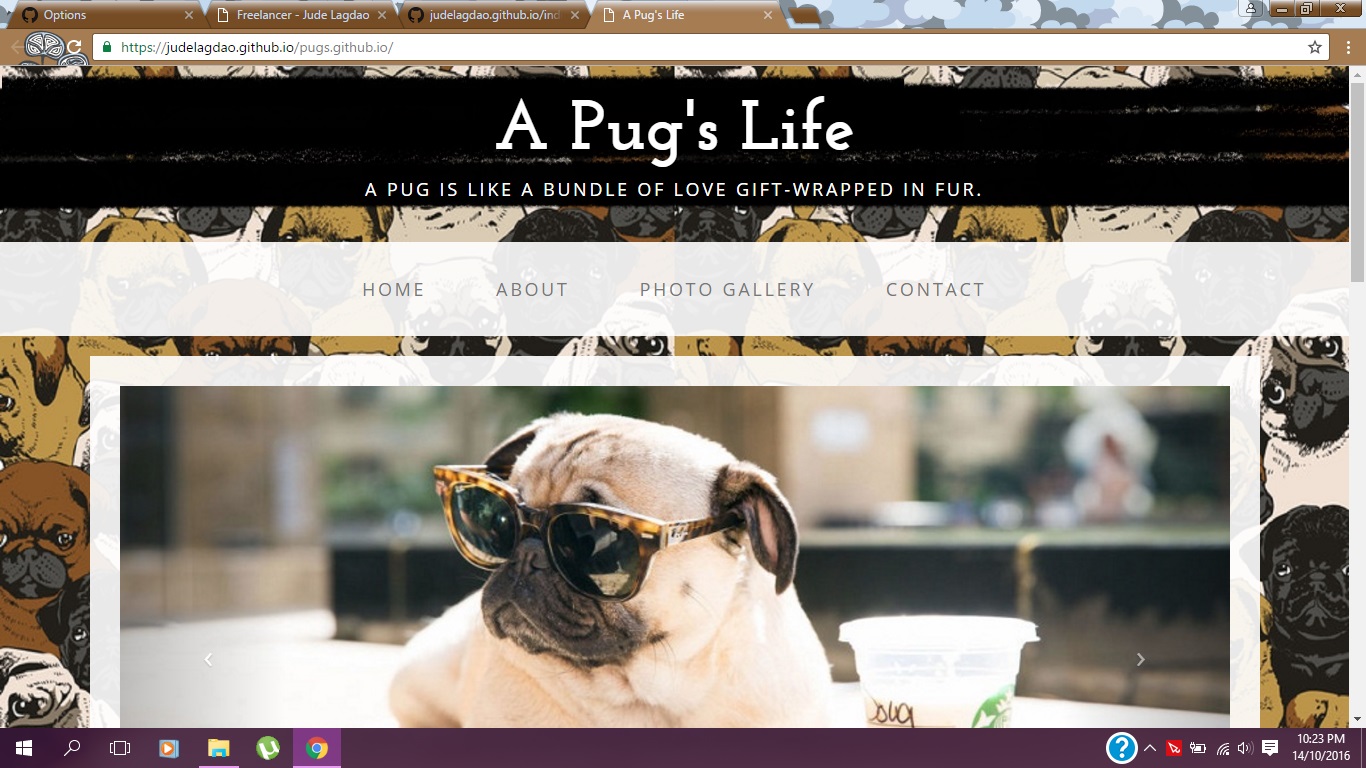 Options
Freelancer - Jude Lagdao
judelagdao.github.io/ind
A Pug's Life
https://judelagdao.github.io/pugs.github.io/
A Pug's Life
A PUG IS LIKE A BUNDLE OF LOVE GIFT-WRAPPED IN FUR.
HOME ABOUT PHOTO GALLERY CONTACT
10:23 PM
14/10/2016